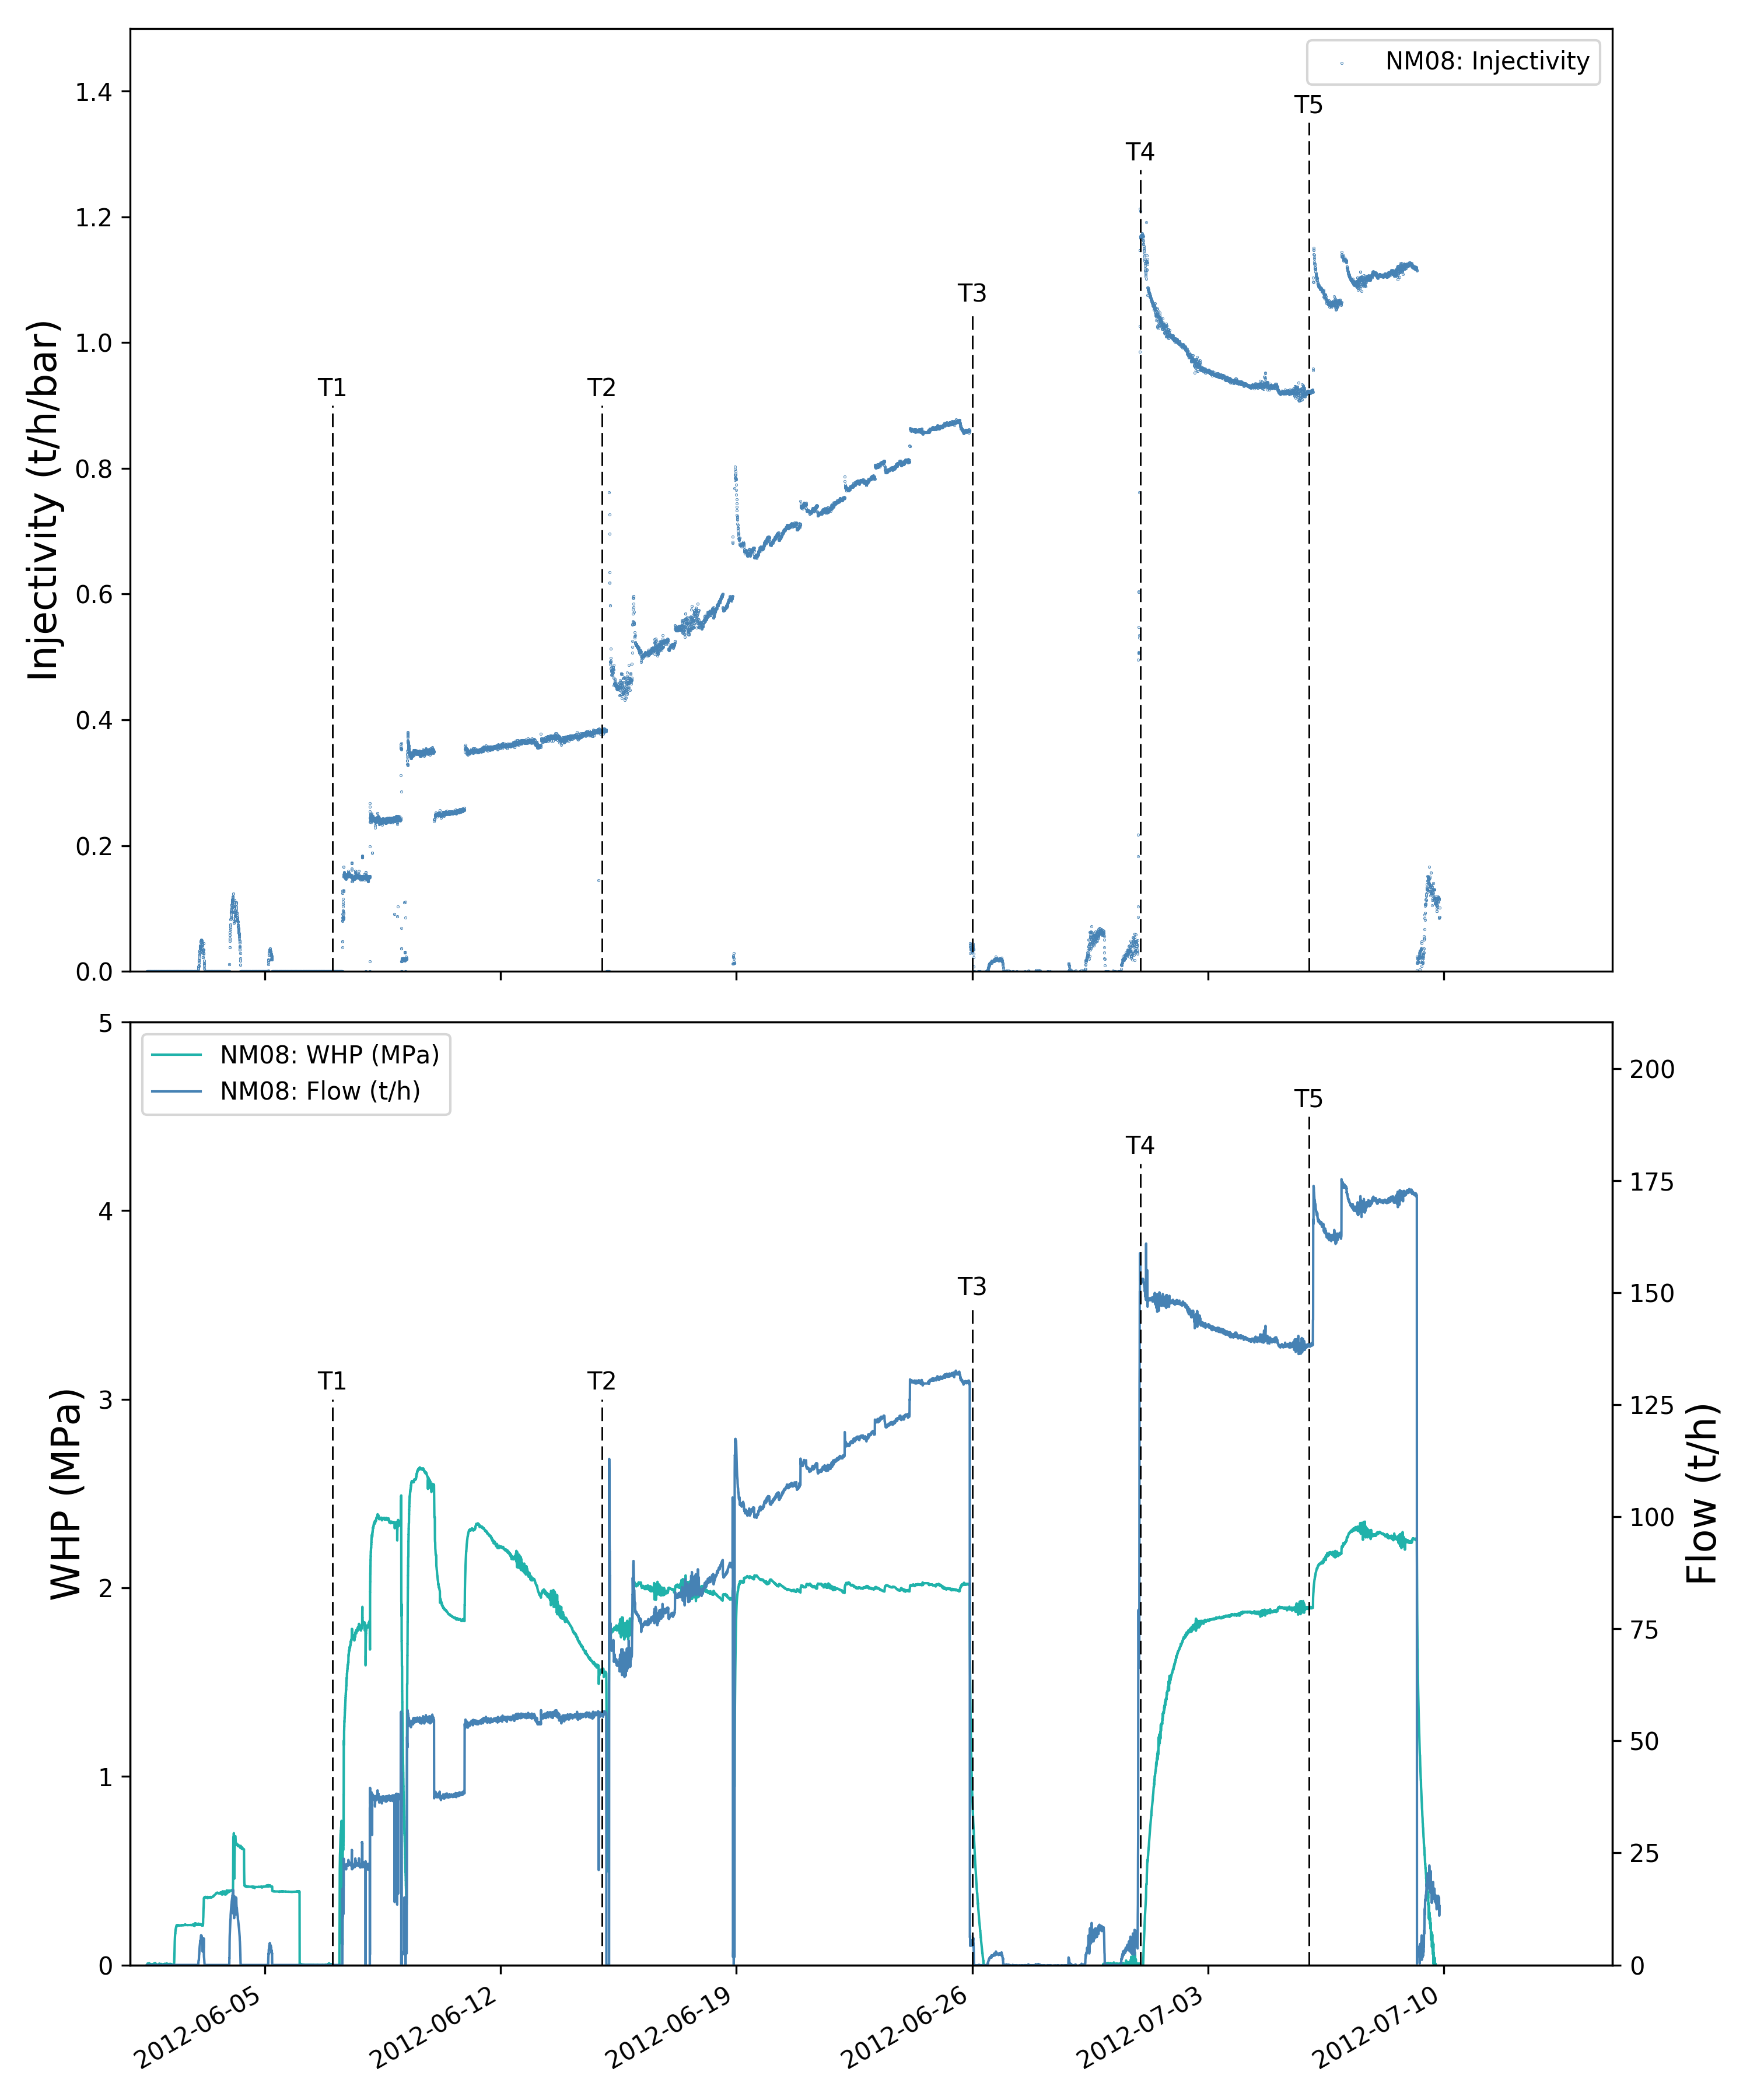 NM08: Injectivity
T5
T4
T3
T1
T2
Injectivity (t/h/bar)
1.4
1.2
1.0
0.8
0.6
0.4
0.2
0.0
NM08: WHP (MPa)
NM08: Flow (t/h)
T5
T4
T3
T1
T2
WHP (MPa)
5
4
3
2
1
0
Flow (t/h)
200
175
150
125
100
75
50
25
0
2012-06-05
2012-06-12
2012-06-19
2012-06-26
2012-07-03
2012-07-10